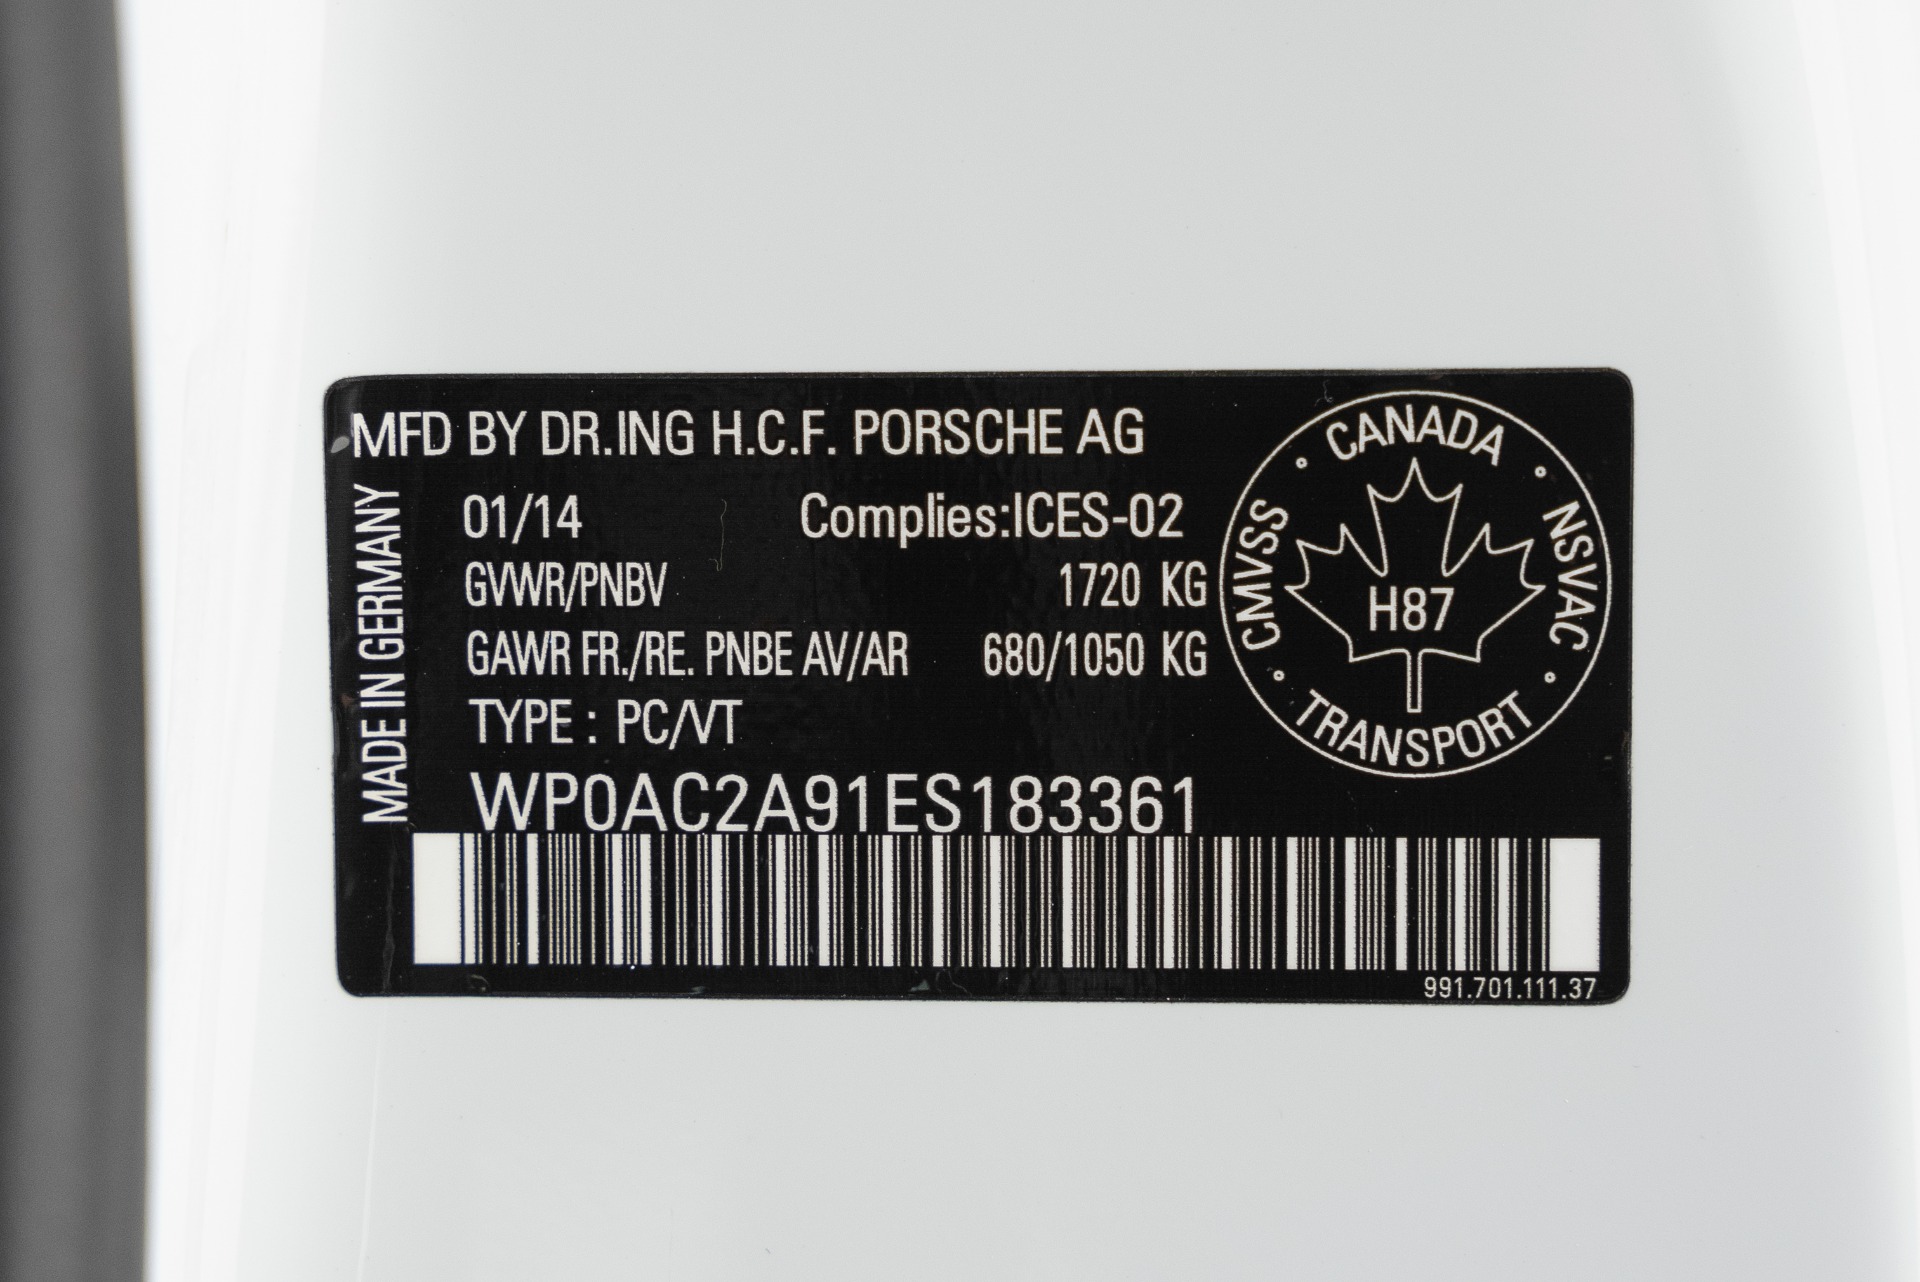 MFD BY DR.ING H.C.F. PORSCHE AG
MADE IN GERMANY
01/14 Complies:ICES-02
GVWR/PNBV 1720 KG
GAWR FR./RE. PNBE AV/AR 680/1050 KG
TYPE : PC/VT
WP0AC2A91ES183361
991.701.111.37
CANADA
NSVAC
TRANSPORT
CMVSS
H87